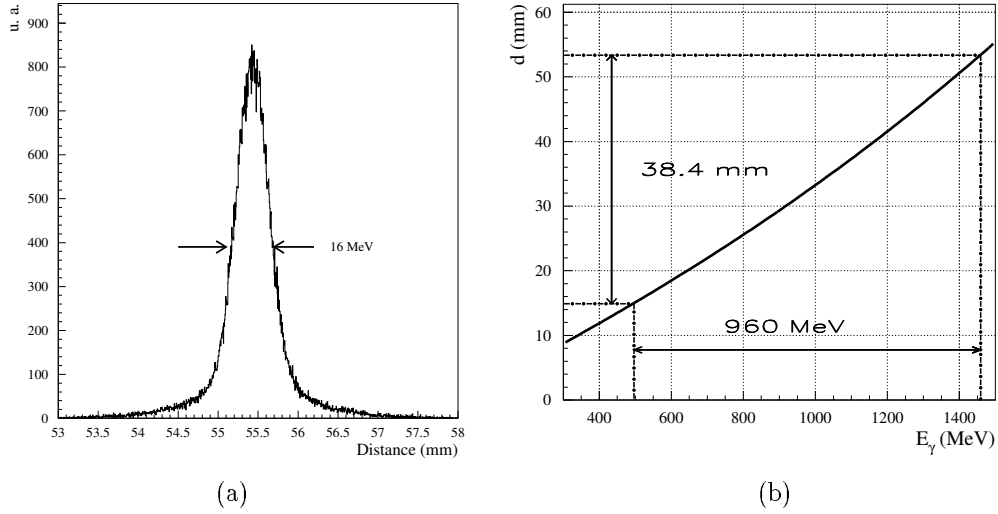 u. a.
900
800
700
600
500
400
300
200
100
0
16 MeV
53 53.5 54 54.5 55 55.5 56 56.5 57 57.5 58
Distance (mm)
(a)
d (mm)
60
50
40
30
20
10
0
38.4 mm
960 MeV
400 600 800 1000 1200 1400
Eγ (MeV)
(b)